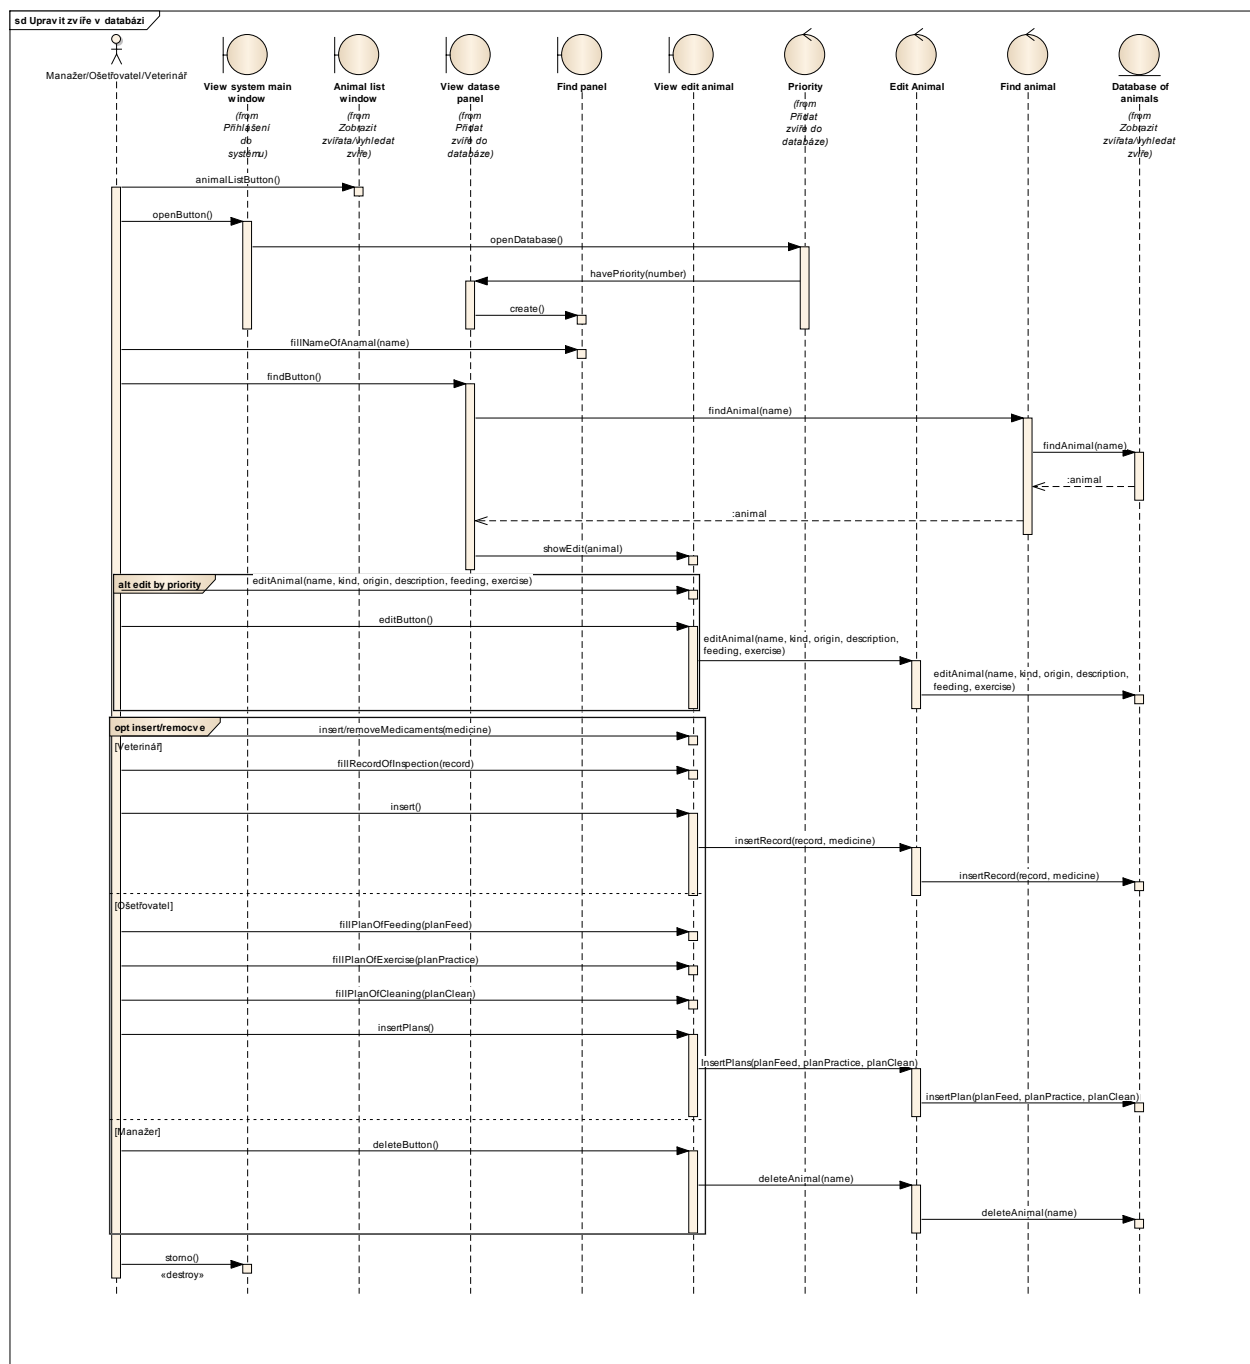 sd Upravit zvíře v databázi
Manažer/Ošetřovatel/Veterinář
View system main
window
(from
Přihlášení
do
systému)
Animal list
window
(from
Zobrazit
zvířata/vyhledat
zvíře)
View datase
panel
(from
Přidat
zvíře do
databáze)
Find panel
View edit animal
Priority
(from
Přidat
zvíře do
databáze)
Edit Animal
Find animal
Database of
animals
(from
Zobrazit
zvířata/vyhledat
zvíře)
animalListButton()
openButton()
openDatabase()
havePriority(number)
create()
fillNameOfAnamal(name)
findButton()
findAnimal(name)
findAnimal(name)
:animal
:animal
showEdit(animal)
alt edit by priority
editAnimal(name, kind, origin, description, feeding, exercise)
editButton()
editAnimal(name, kind, origin, description,
feeding, exercise)
editAnimal(name, kind, origin, description,
feeding, exercise)
opt insert/remocve
insert/removeMedicaments(medicine)
[Veterinář]
fillRecordOfInspection(record)
insert()
insertRecord(record, medicine)
insertRecord(record, medicine)
[Ošetřovatel]
fillPlanOfFeeding(planFeed)
fillPlanOfExercise(planPractice)
fillPlanOfCleaning(planClean)
insertPlans()
InsertPlans(planFeed, planPractice, planClean)
insertPlan(planFeed, planPractice, planClean)
[Manažer]
deleteButton()
deleteAnimal(name)
deleteAnimal(name)
storno()
«destroy»